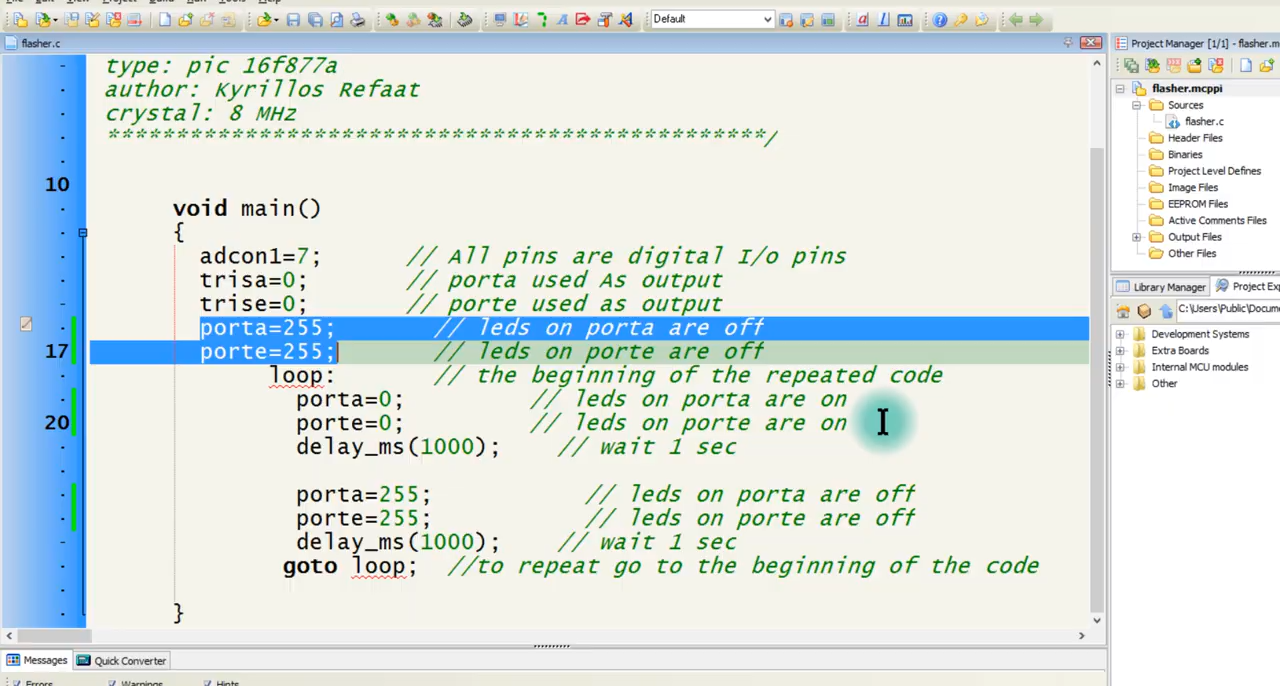 Default
flasher.c
Project Manager [1/1] - flasher.m
type: pic 16f877a
author: Kyrillos Refaat
crystal: 8 MHz
************************************************/
10
void main()
{
adcon1=7; // All pins are digital I/o pins
trisa=0; // porta used As output
trise=0; // porte used as output
porta=255; // leds on porta are off
17 porte=255; // leds on porte are off
loop: // the beginning of the repeated code
porta=0; // leds on porta are on
20 porte=0; // leds on porte are on
delay_ms(1000); // wait 1 sec
porta=255; // leds on porta are off
porte=255; // leds on porte are off
delay_ms(1000); // wait 1 sec
goto loop; //to repeat go to the beginning of the code
}
flasher.mcppi
Sources
flasher.c
Header Files
Binaries
Project Level Defines
Image Files
EEPROM Files
Active Comments Files
Output Files
Other Files
Library Manager Project Exp
C:\Users\Public\Docum
Development Systems
Extra Boards
Internal MCU modules
Other
Messages Quick Converter
Errors Warnings Hints